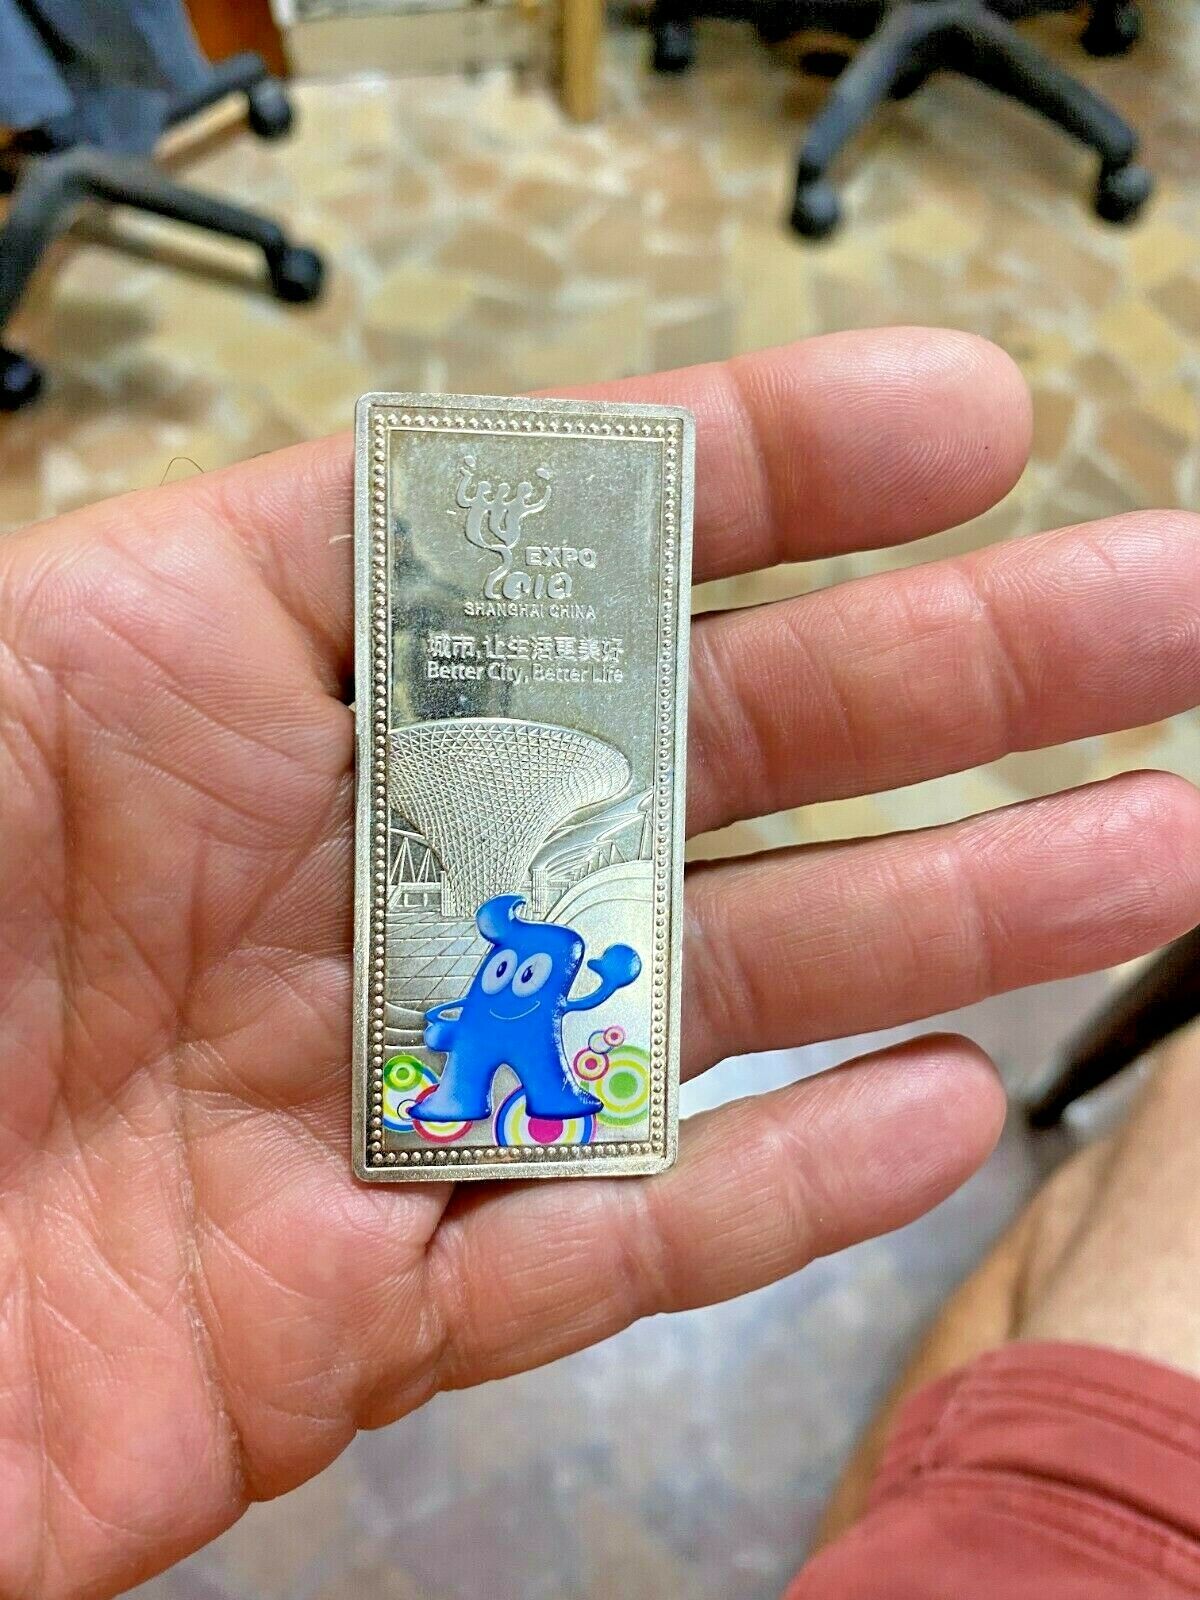 EXPO
2010
SHANGHAI CHINA
城市,让生活更美好
Better City, Better Life